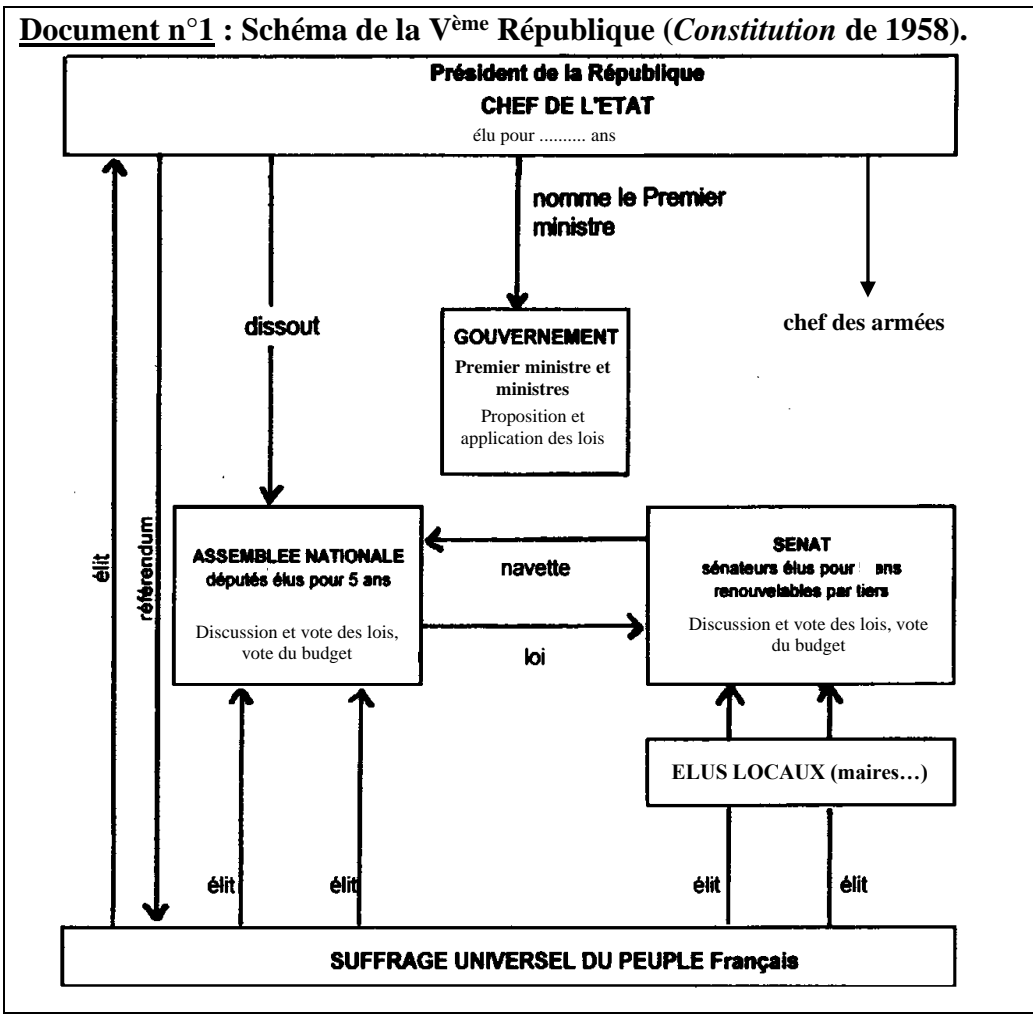 Document n°1 : Schéma de la Vème République (Constitution de 1958).
Président de la République
CHEF DE L'ETAT
élu pour .......... ans
nomme le Premier
ministre
dissout
chef des armées
GOUVERNEMENT
Premier ministre et
ministres
Proposition et
application des lois
élit
référendum
ASSEMBLEE NATIONALE
députés élus pour 5 ans
Discussion et vote des lois,
vote du budget
navette
loi
SENAT
sénateurs élus pour ans
renouvelables par tiers
Discussion et vote des lois, vote
du budget
ELUS LOCAUX (maires…)
élit
élit
élit
élit
SUFFRAGE UNIVERSEL DU PEUPLE Français